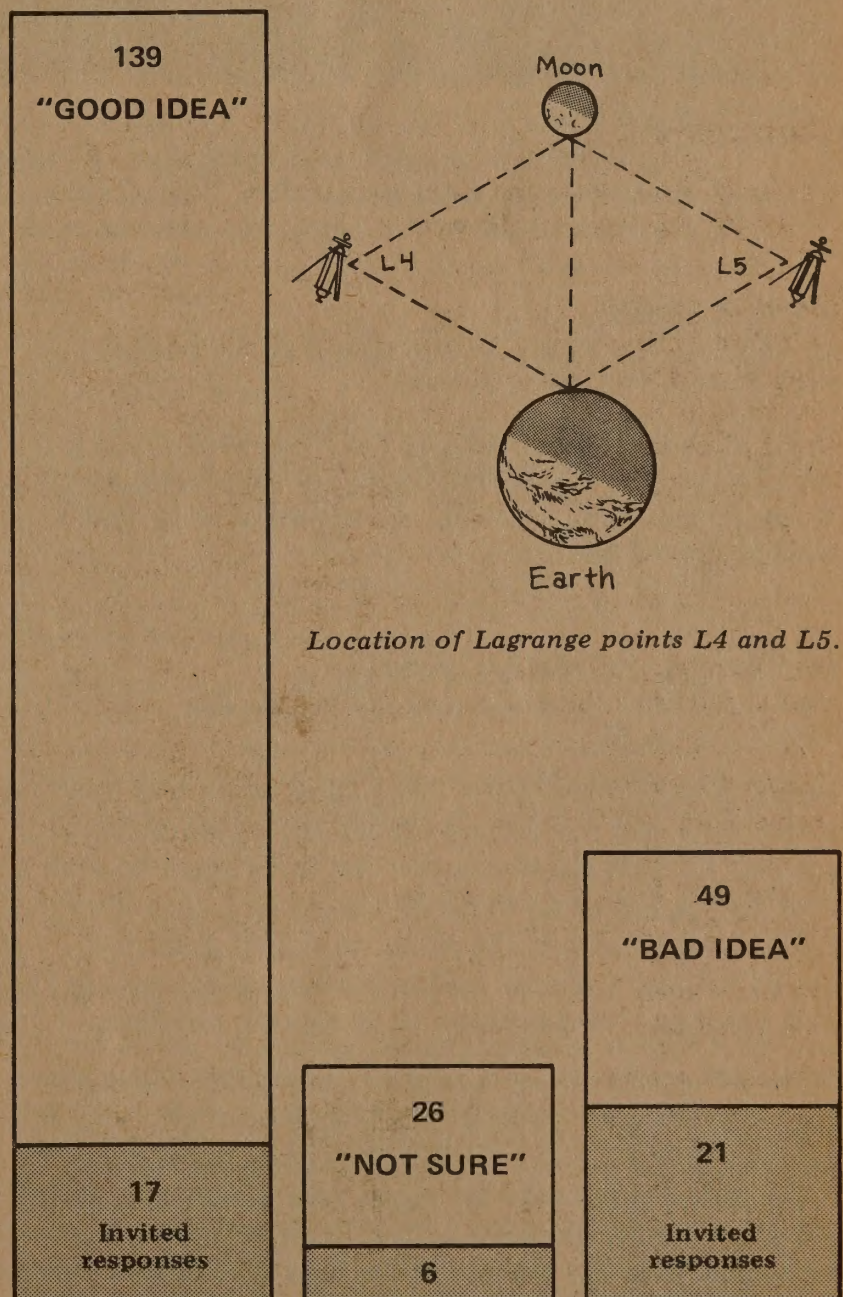 139
"GOOD IDEA"
Moon
L4
L5
Earth
Location of Lagrange points L4 and L5.
49
"BAD IDEA"
26
"NOT SURE"
17
Invited
responses
21
Invited
responses
6